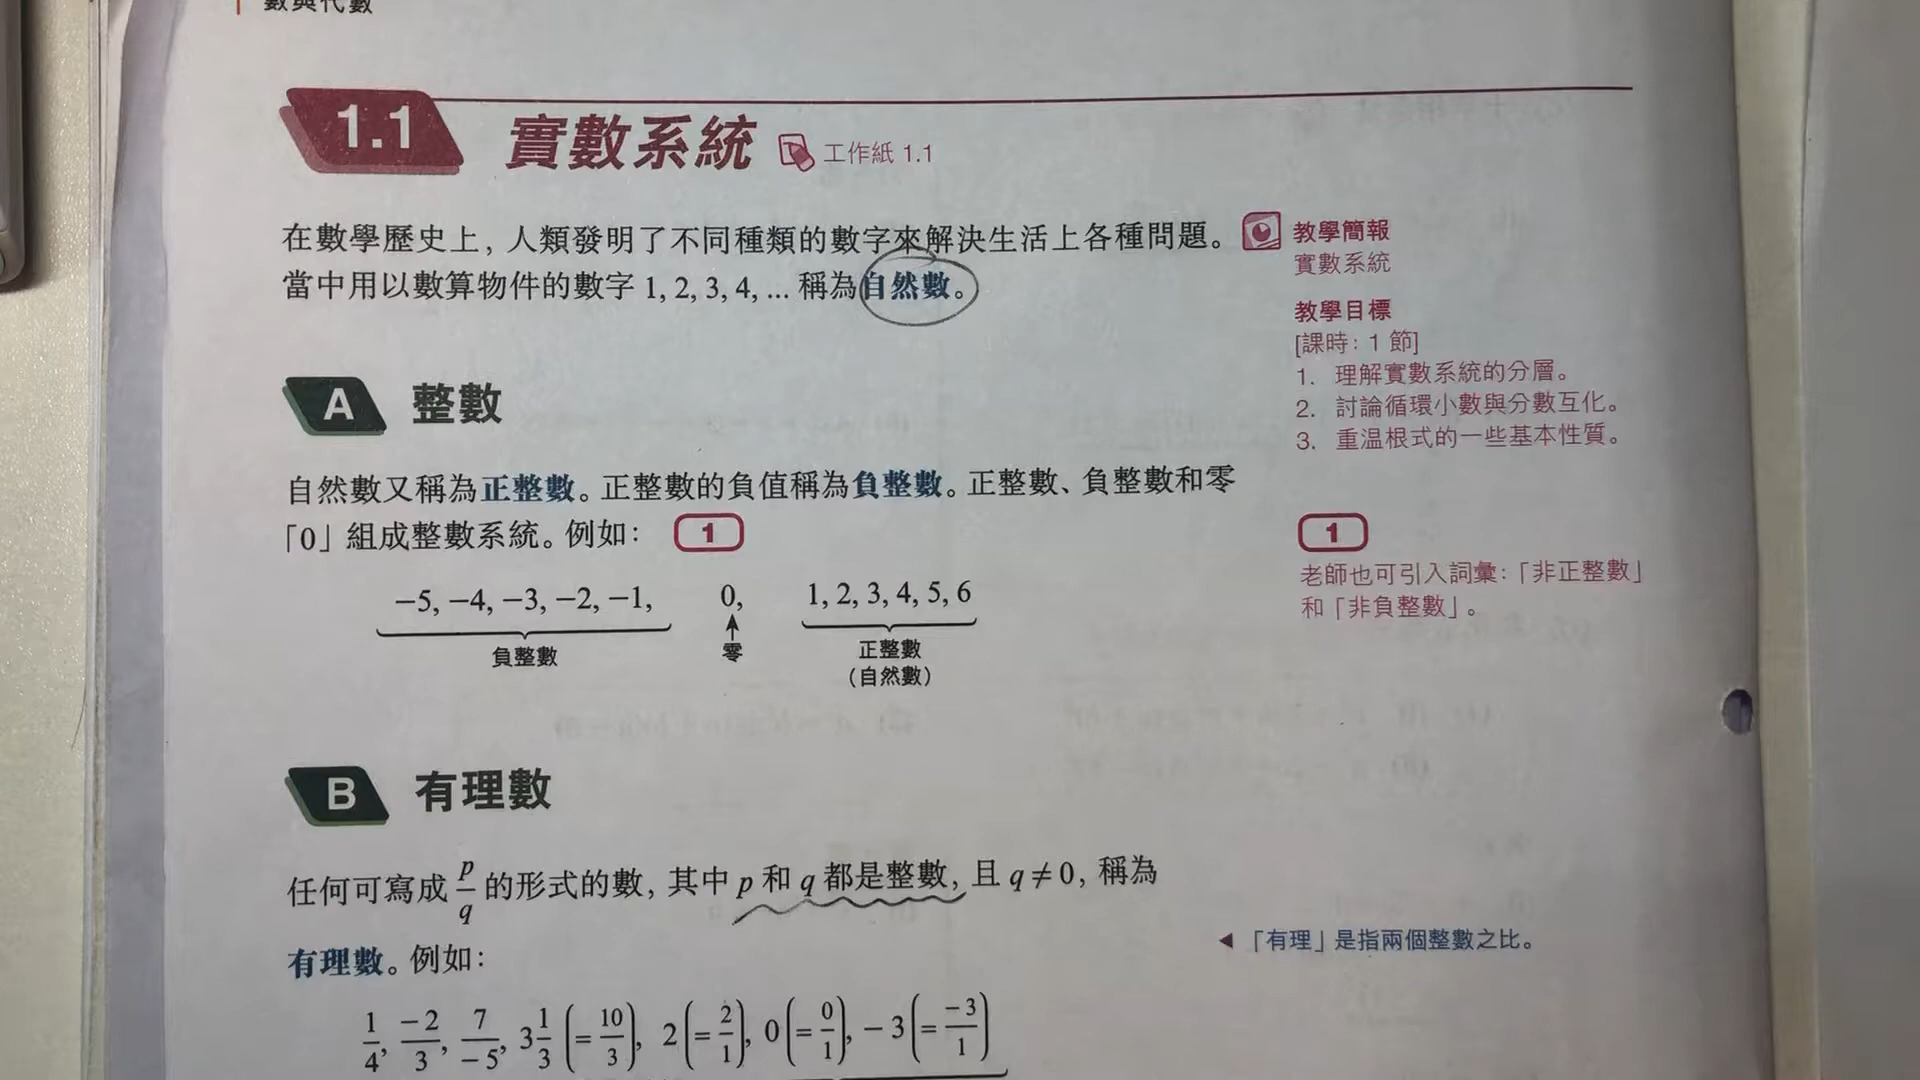 數與代數
1.1 實數系統 工作紙 1.1
在數學歷史上，人類發明了不同種類的數字來解決生活上各種問題。
當中用以數算物件的數字 1, 2, 3, 4, ... 稱為自然數。
教學簡報
實數系統
教學目標
[課時：1 節]
1. 理解實數系統的分層。
2. 討論循環小數與分數互化。
3. 重溫根式的一些基本性質。
A 整數
自然數又稱為正整數。正整數的負值稱為負整數。正整數、負整數和零
「0」組成整數系統。例如： 1
1
老師也可引入詞彙：「非正整數」
和「非負整數」。
−5, −4, −3, −2, −1, 0, 1, 2, 3, 4, 5, 6
負整數 零 正整數
（自然數）
B 有理數
任何可寫成 p/q 的形式的數，其中 p 和 q 都是整數，且 q ≠ 0，稱為
有理數。例如：
◀「有理」是指兩個整數之比。
1/4, −2/3, 7/−5, 3 1/3 (= 10/3), 2 (= 2/1), 0 (= 0/1), −3 (= −3/1)